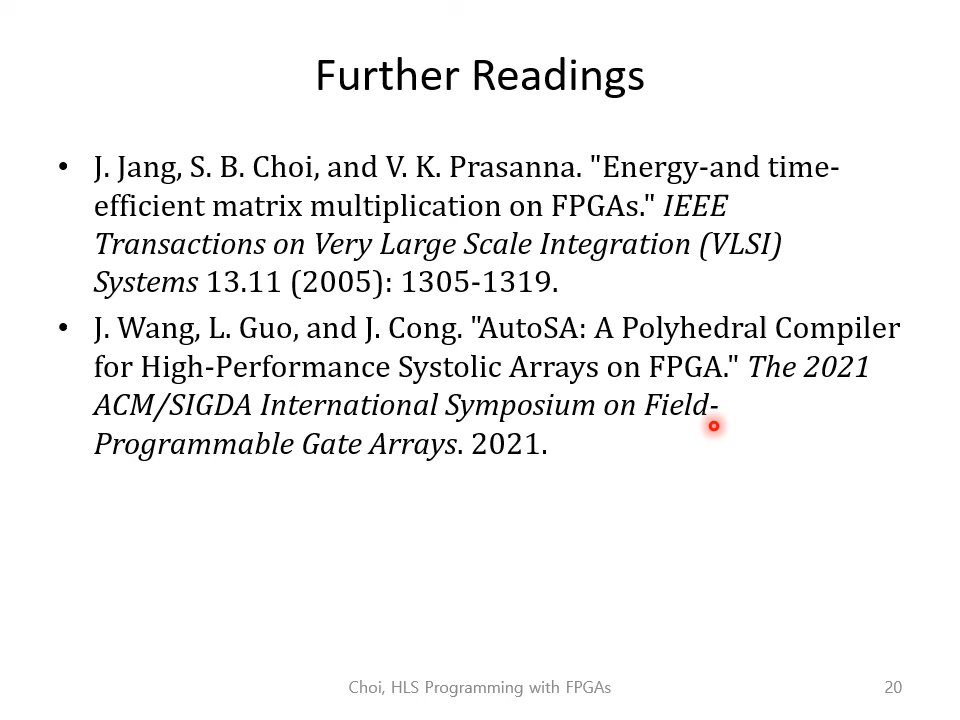 Further Readings
• J. Jang, S. B. Choi, and V. K. Prasanna. "Energy-and time-
efficient matrix multiplication on FPGAs." IEEE
Transactions on Very Large Scale Integration (VLSI)
Systems 13.11 (2005): 1305-1319.
• J. Wang, L. Guo, and J. Cong. "AutoSA: A Polyhedral Compiler
for High-Performance Systolic Arrays on FPGA." The 2021
ACM/SIGDA International Symposium on Field-
Programmable Gate Arrays. 2021.
Choi, HLS Programming with FPGAs
20